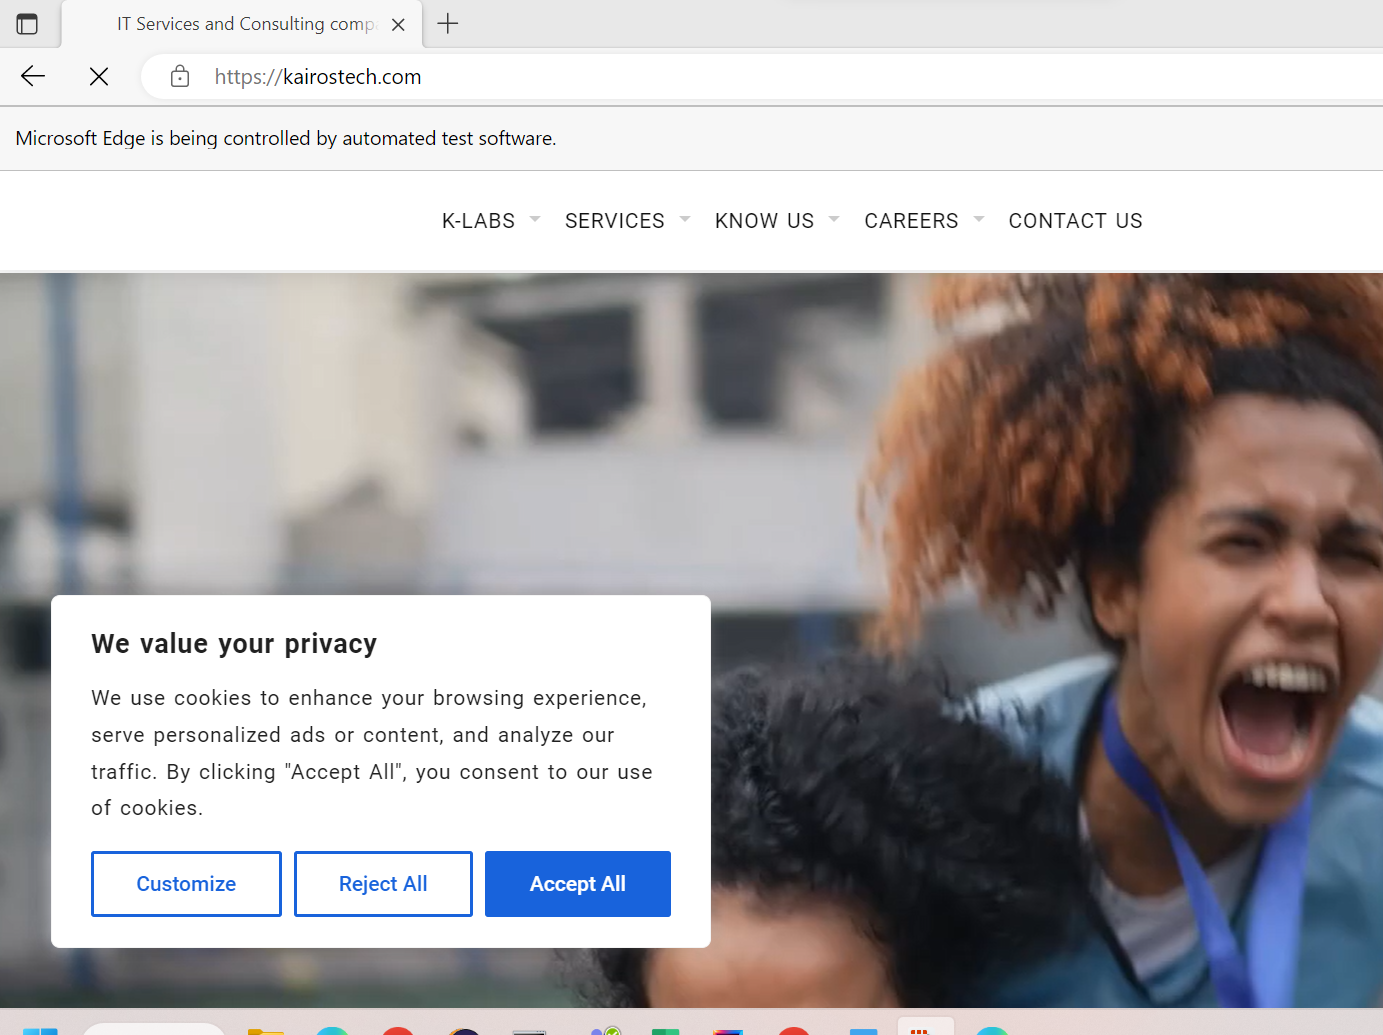 IT Services and Consulting comp
https://kairostech.com
Microsoft Edge is being controlled by automated test software.
K-LABS SERVICES KNOW US CAREERS CONTACT US
We value your privacy
We use cookies to enhance your browsing experience,
serve personalized ads or content, and analyze our
traffic. By clicking "Accept All", you consent to our use
of cookies.
Customize Reject All Accept All